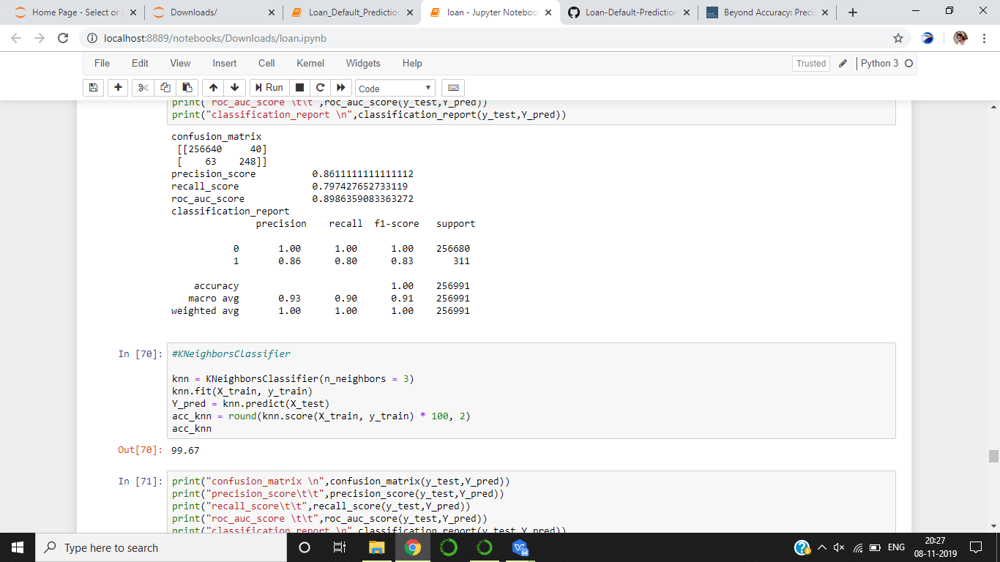 Home Page - Select or
Downloads/
Loan_Default_Prediction
loan - Jupyter Noteboo
Loan-Default-Prediction
Beyond Accuracy: Preci
localhost:8889/notebooks/Downloads/loan.ipynb
File Edit View Insert Cell Kernel Widgets Help
Trusted Python 3
Run Code
print("roc_auc_score \t\t",roc_auc_score(y_test,Y_pred))
print("classification_report \n",classification_report(y_test,Y_pred))
confusion_matrix
[[256640 40]
[ 63 248]]
precision_score 0.8611111111111112
recall_score 0.797427652733119
roc_auc_score 0.8986359083363272
classification_report
precision recall f1-score support
0 1.00 1.00 1.00 256680
1 0.86 0.80 0.83 311
accuracy 1.00 256991
macro avg 0.93 0.90 0.91 256991
weighted avg 1.00 1.00 1.00 256991
In [70]:
#KNeighborsClassifier
knn = KNeighborsClassifier(n_neighbors = 3)
knn.fit(X_train, y_train)
Y_pred = knn.predict(X_test)
acc_knn = round(knn.score(X_train, y_train) * 100, 2)
acc_knn
Out[70]: 99.67
In [71]:
print("confusion_matrix \n",confusion_matrix(y_test,Y_pred))
print("precision_score\t\t",precision_score(y_test,Y_pred))
print("recall_score\t\t",recall_score(y_test,Y_pred))
print("roc_auc_score \t\t",roc_auc_score(y_test,Y_pred))
print("classification_report \n",classification_report(y_test,Y_pred))
Type here to search
ENG
20:27
08-11-2019